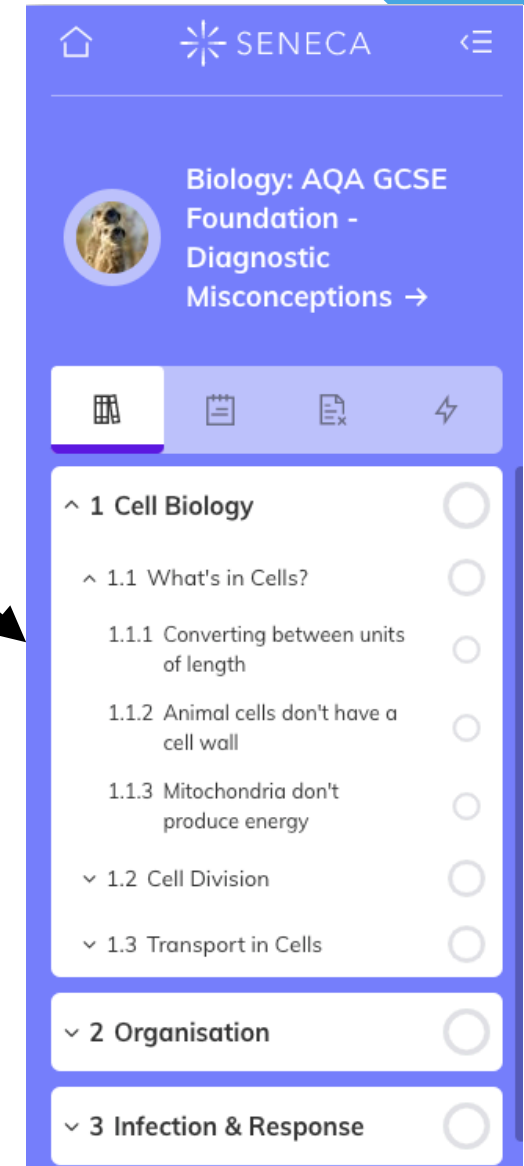 SENECA
Biology: AQA GCSE
Foundation -
Diagnostic
Misconceptions →
1 Cell Biology
1.1 What's in Cells?
1.1.1 Converting between units
of length
1.1.2 Animal cells don't have a
cell wall
1.1.3 Mitochondria don't
produce energy
1.2 Cell Division
1.3 Transport in Cells
2 Organisation
3 Infection & Response